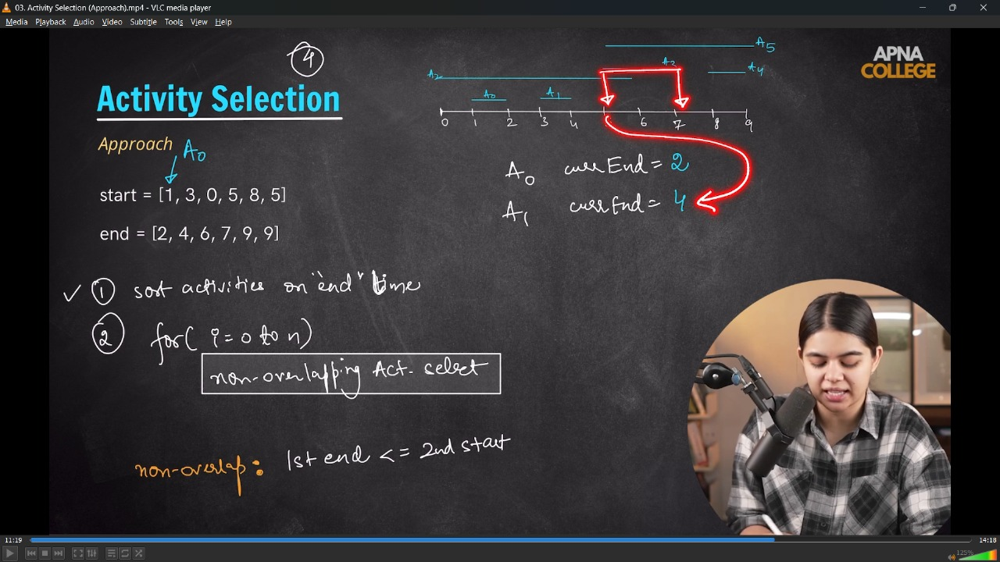 03. Activity Selection (Approach).mp4 - VLC media player
Media Playback Audio Video Subtitle Tools View Help
4
A5
APNA
COLLEGE
A4
A2
A0
A1
0 1 2 3 4 6 7 8 9
Activity Selection
Approach
A0
start = [1, 3, 0, 5, 8, 5]
end = [2, 4, 6, 7, 9, 9]
A0 currEnd = 2
A1 currEnd = 4
✓ 1 sort activities on "end" time
2 for( i = 0 to n)
non-overlapping Act. select
non-overlap: 1st end <= 2nd start
11:19
14:18
125%